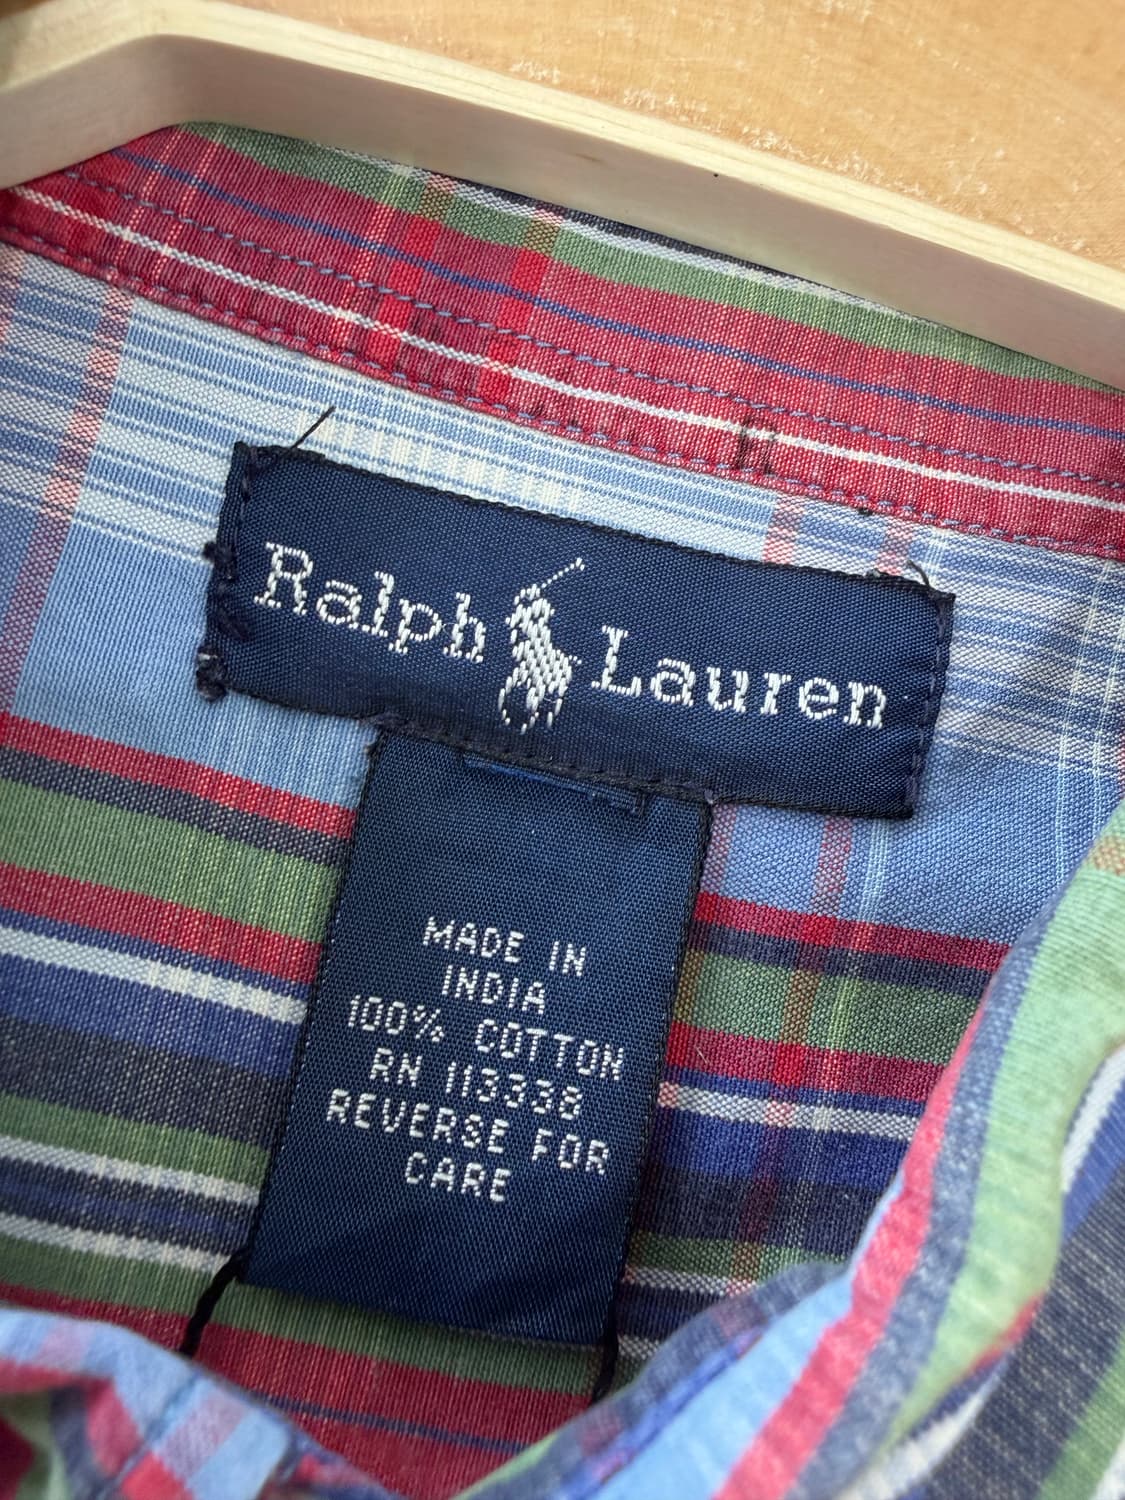 Ralph Lauren
MADE IN
INDIA
100% COTTON
RN 113338
REVERSE FOR
CARE